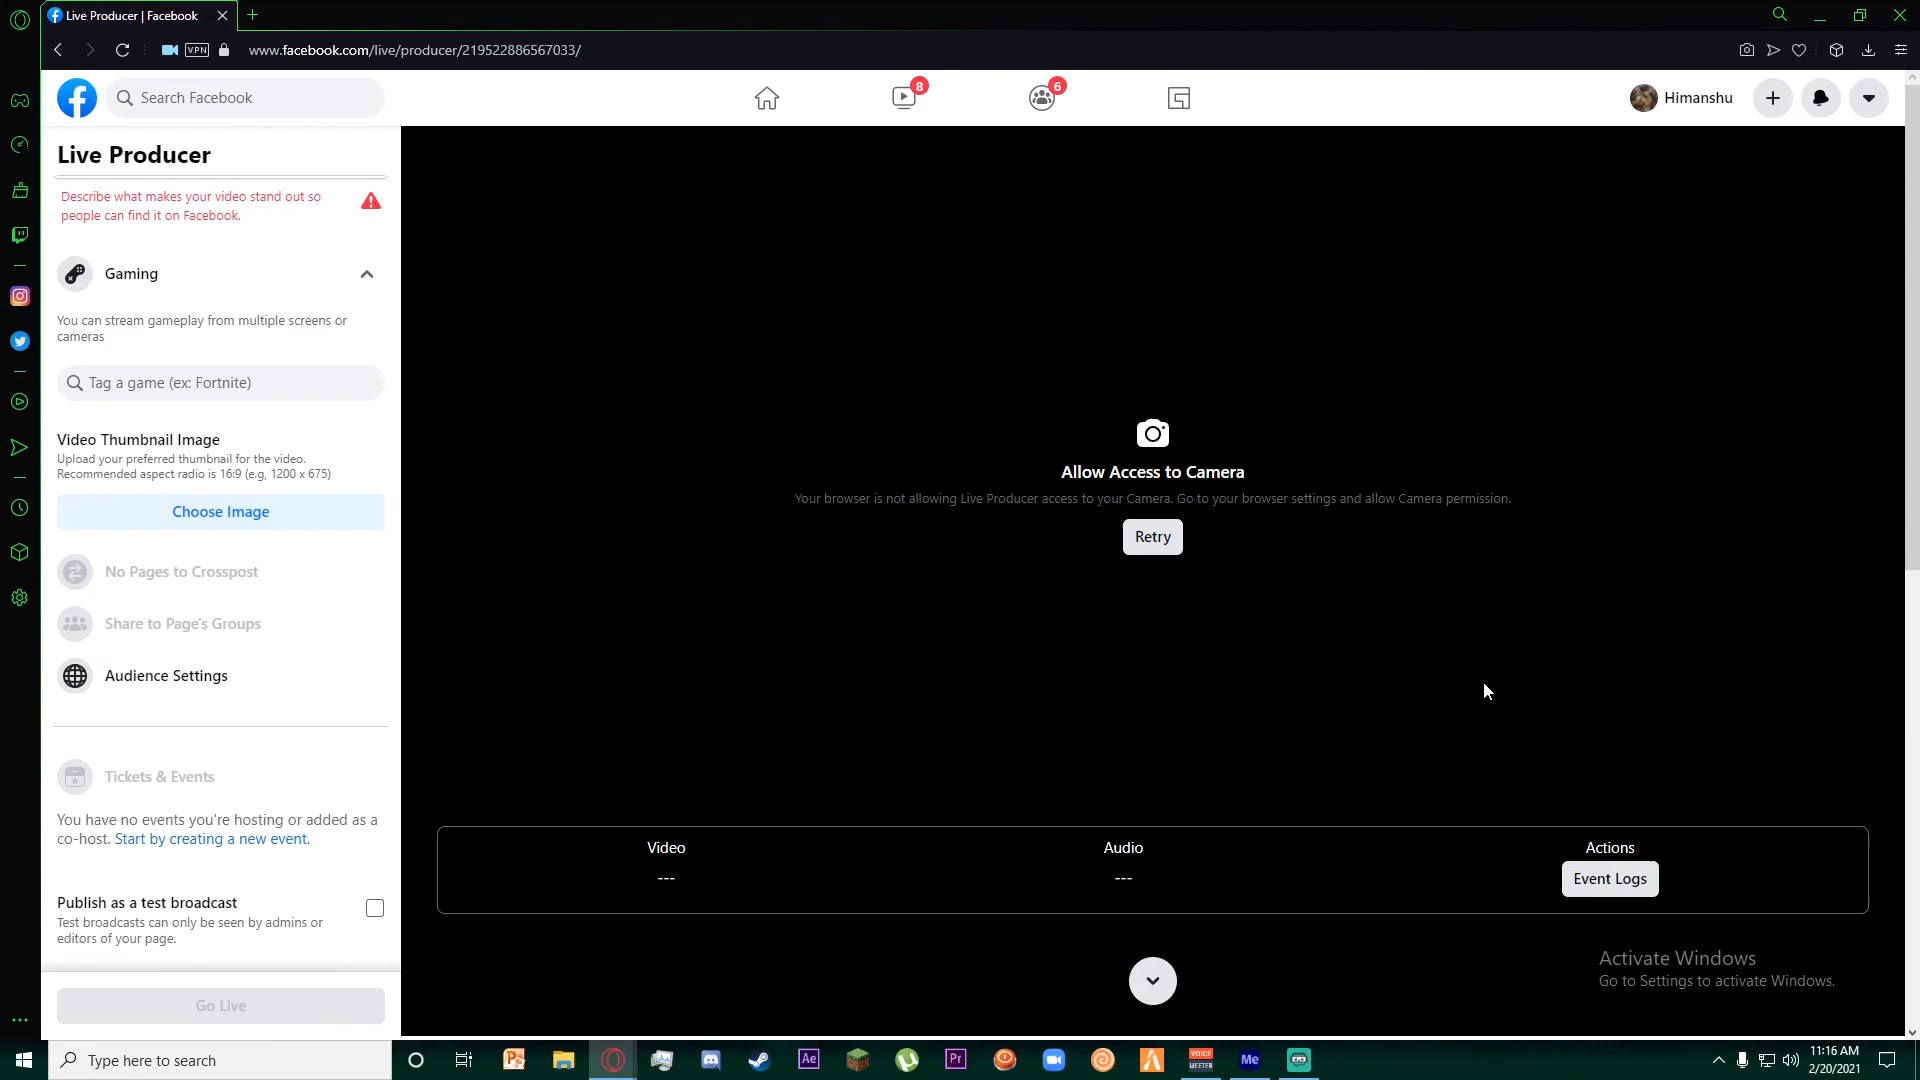 Live Producer | Facebook
VPN
www.facebook.com/live/producer/219522886567033/
Search Facebook
8
6
Himanshu
Live Producer
Describe what makes your video stand out so
people can find it on Facebook.
Gaming
You can stream gameplay from multiple screens or
cameras
Tag a game (ex: Fortnite)
Video Thumbnail Image
Upload your preferred thumbnail for the video.
Recommended aspect radio is 16:9 (e.g, 1200 x 675)
Choose Image
No Pages to Crosspost
Share to Page's Groups
Audience Settings
Tickets & Events
You have no events you're hosting or added as a
co-host. Start by creating a new event.
Publish as a test broadcast
Test broadcasts can only be seen by admins or
editors of your page.
Go Live
Allow Access to Camera
Your browser is not allowing Live Producer access to your Camera. Go to your browser settings and allow Camera permission.
Retry
Video
---
Audio
---
Actions
Event Logs
Activate Windows
Go to Settings to activate Windows.
Type here to search
Ae
Pr
VOICE
MEETER
Me
11:16 AM
2/20/2021